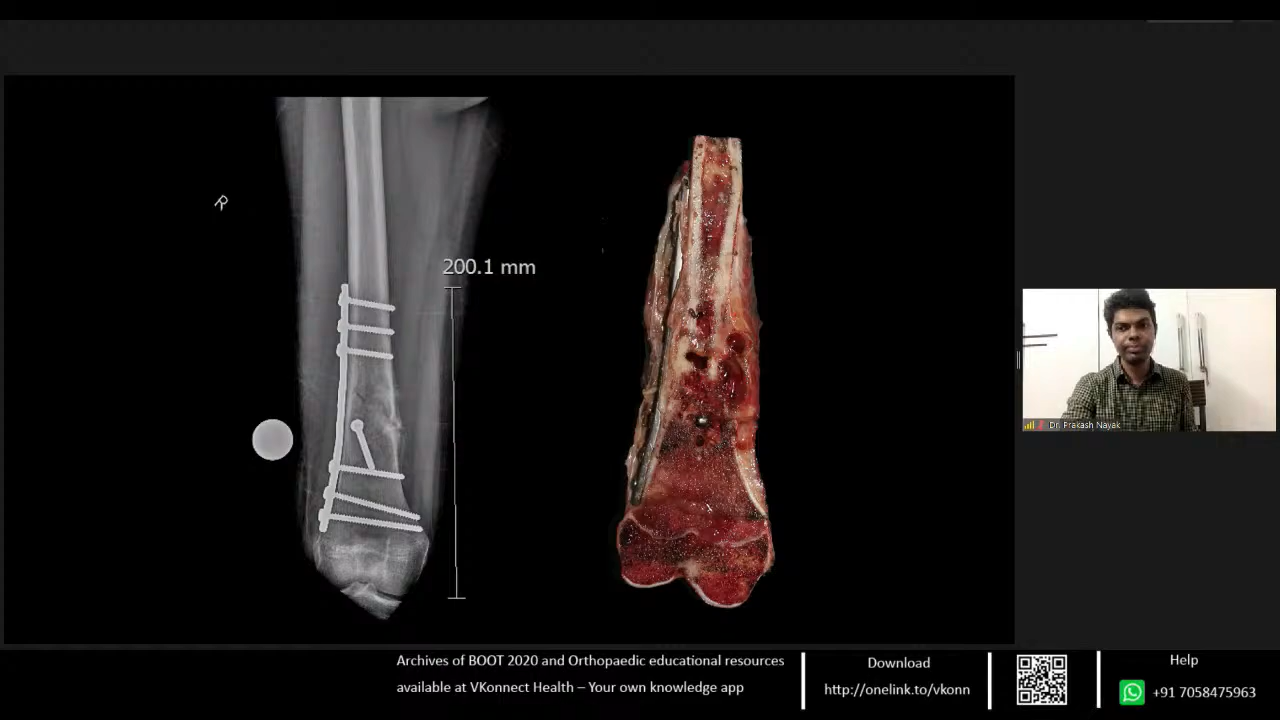 R
200.1 mm
Dr. Prakash Nayak
Archives of BOOT 2020 and Orthopaedic educational resources
available at VKonnect Health – Your own knowledge app
Download
http://onelink.to/vkonn
Help
+91 7058475963